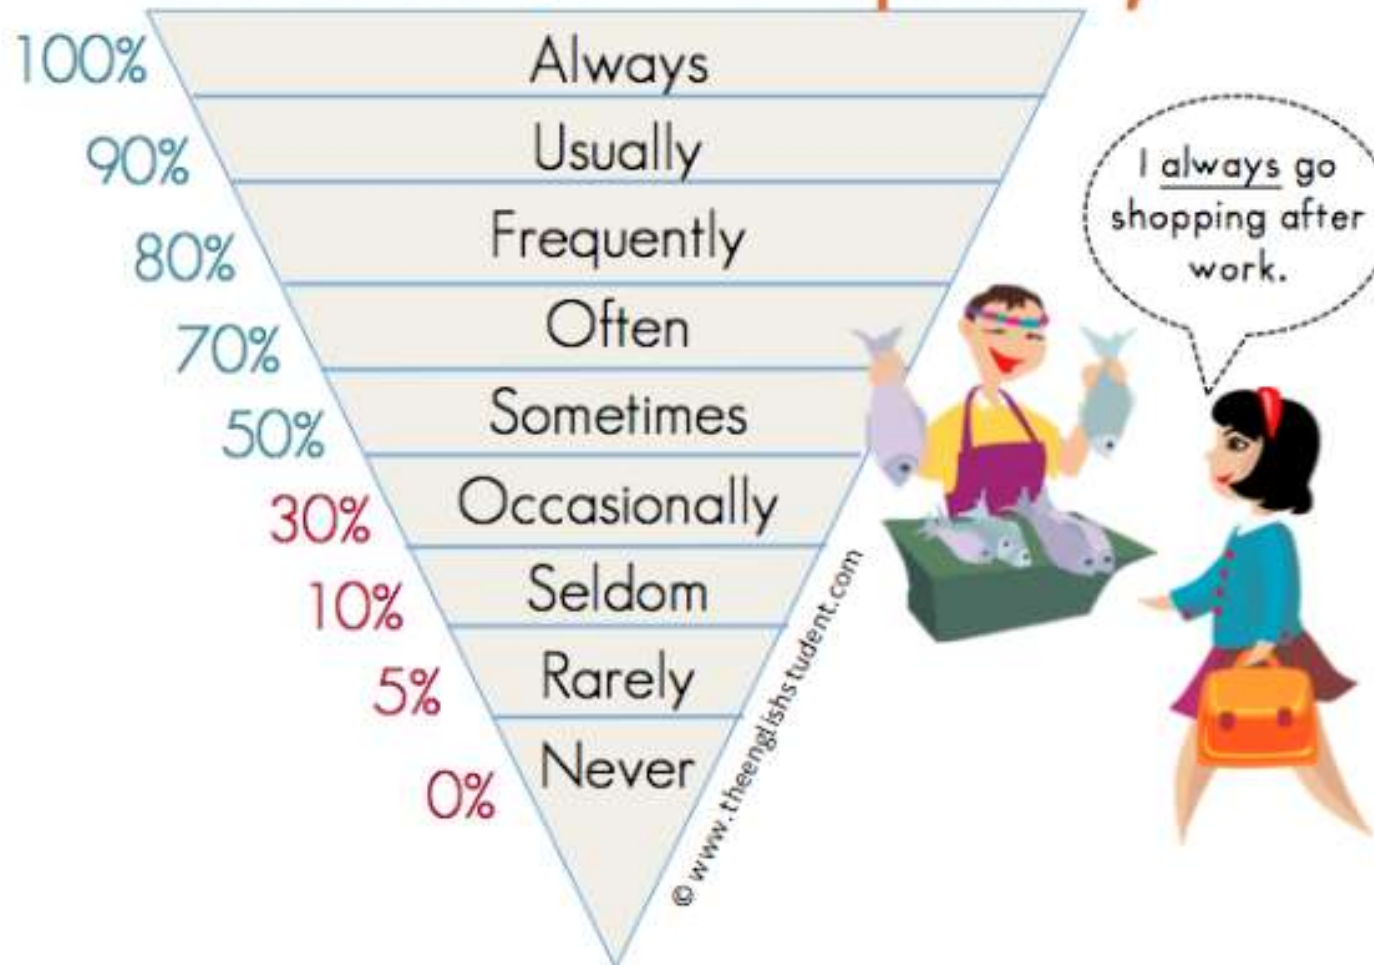 100% Always
90% Usually
80% Frequently
70% Often
50% Sometimes
30% Occasionally
10% Seldom
5% Rarely
0% Never
I always go
shopping after
work.
© www.theenglishstudent.com